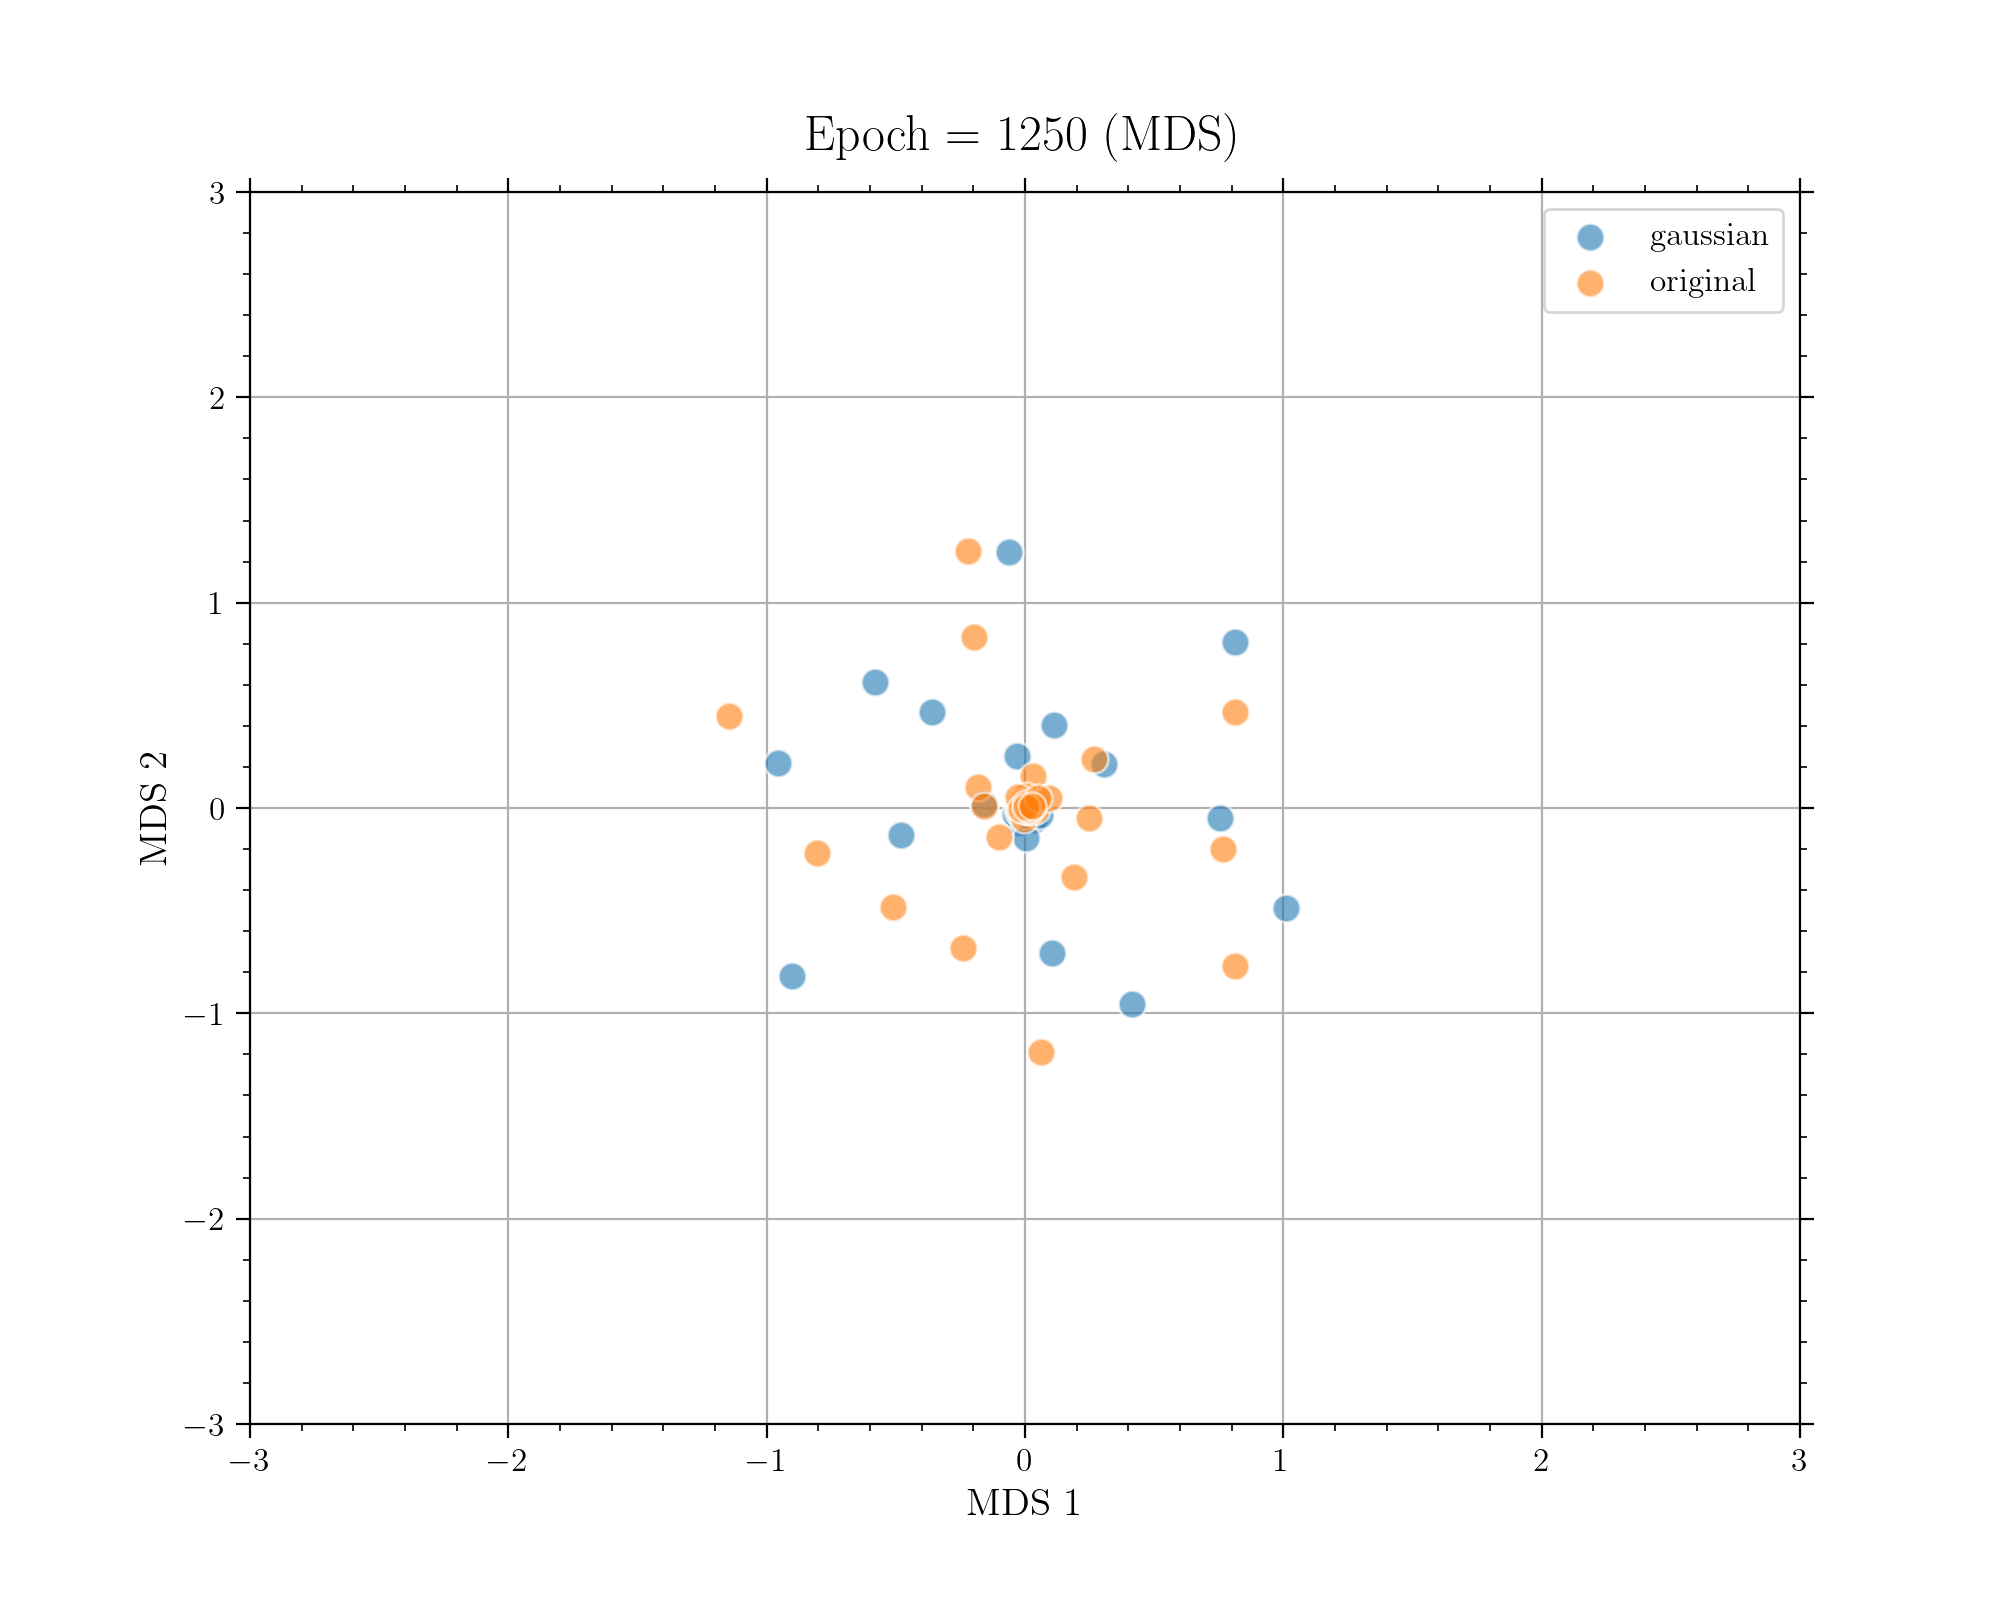 Epoch = 1250 (MDS)
gaussian
original
MDS 2
3
2
1
0
−1
−2
−3
−3 −2 −1 0 1 2 3
MDS 1